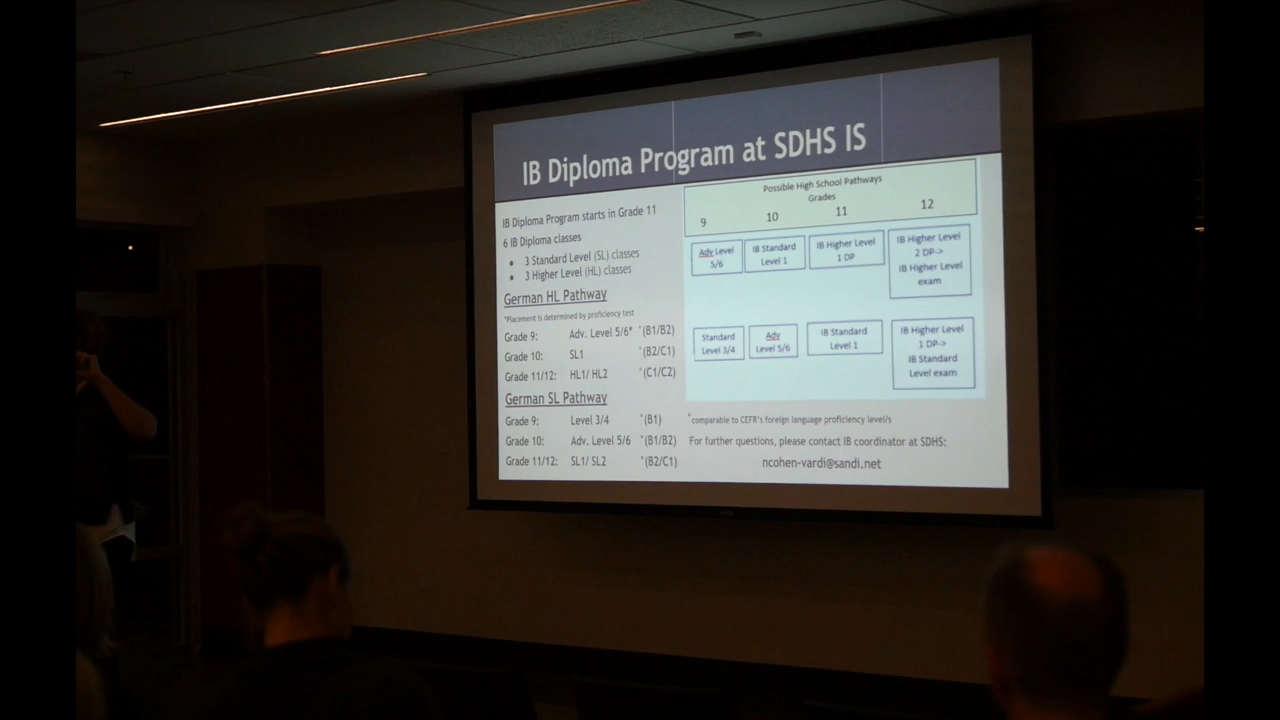 IB Diploma Program at SDHS IS
IB Diploma Program starts in Grade 11
6 IB Diploma classes
• 3 Standard Level (SL) classes
• 3 Higher Level (HL) classes
German HL Pathway
*Placement is determined by proficiency test
Grade 9: Adv. Level 5/6* *(B1/B2)
Grade 10: SL1 *(B2/C1)
Grade 11/12: HL1/ HL2 *(C1/C2)
German SL Pathway
Grade 9: Level 3/4 *(B1)
Grade 10: Adv. Level 5/6 *(B1/B2)
Grade 11/12: SL1/ SL2 *(B2/C1)
Possible High School Pathways
Grades
9 10 11 12
Adv Level
5/6
IB Standard
Level 1
IB Higher Level
1 DP
IB Higher Level
2 DP->
IB Higher Level
exam
Standard
Level 3/4
Adv
Level 5/6
IB Standard
Level 1
IB Higher Level
1 DP->
IB Standard
Level exam
*comparable to CEFR's foreign language proficiency level/s
For further questions, please contact IB coordinator at SDHS:
ncohen-vardi@sandi.net